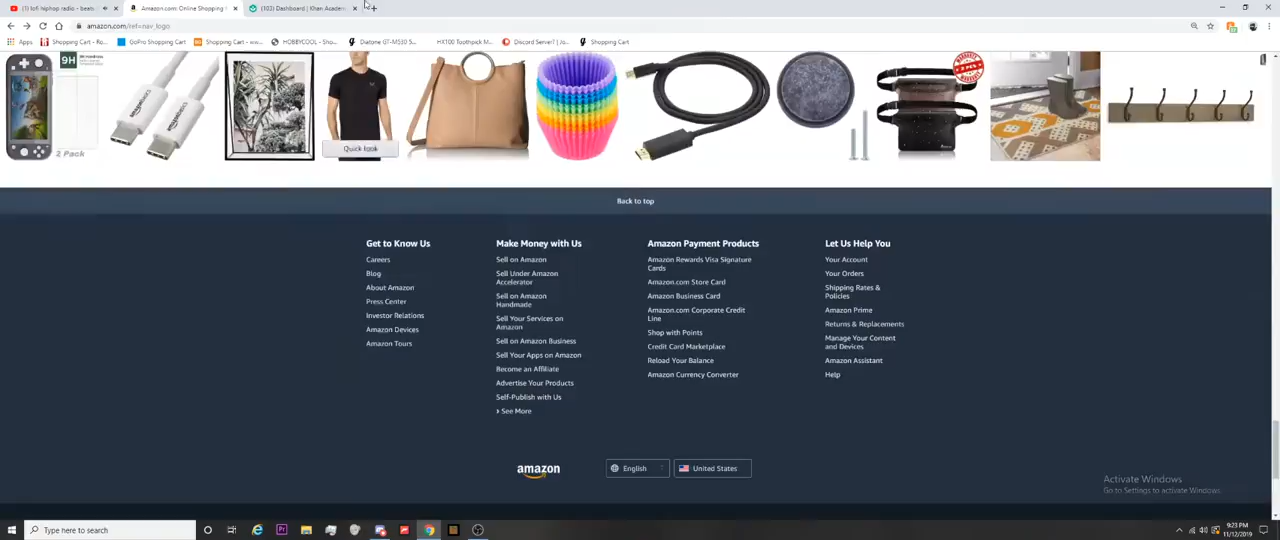 (1) lofi hiphop radio - beats
Amazon.com: Online Shopping
(103) Dashboard | Khan Academ
amazon.com/ref=nav_logo
Apps
Shopping Cart - Ro...
GoPro Shopping Cart
Shopping Cart - ww...
HOBBYCOOL - Sho...
Diatone GT-M530 S...
HX100 Toothpick M...
Discord Server? | Jo...
Shopping Cart
9H
2 Pack
amazonbasics
Quick look
Back to top
Get to Know Us
Careers
Blog
About Amazon
Press Center
Investor Relations
Amazon Devices
Amazon Tours
Make Money with Us
Sell on Amazon
Sell Under Amazon
Accelerator
Sell on Amazon
Handmade
Sell Your Services on
Amazon
Sell on Amazon Business
Sell Your Apps on Amazon
Become an Affiliate
Advertise Your Products
Self-Publish with Us
› See More
Amazon Payment Products
Amazon Rewards Visa Signature
Cards
Amazon.com Store Card
Amazon Business Card
Amazon.com Corporate Credit
Line
Shop with Points
Credit Card Marketplace
Reload Your Balance
Amazon Currency Converter
Let Us Help You
Your Account
Your Orders
Shipping Rates &
Policies
Amazon Prime
Returns & Replacements
Manage Your Content
and Devices
Amazon Assistant
Help
amazon
English
United States
Activate Windows
Go to Settings to activate Windows.
Type here to search
9:23 PM
11/12/2019